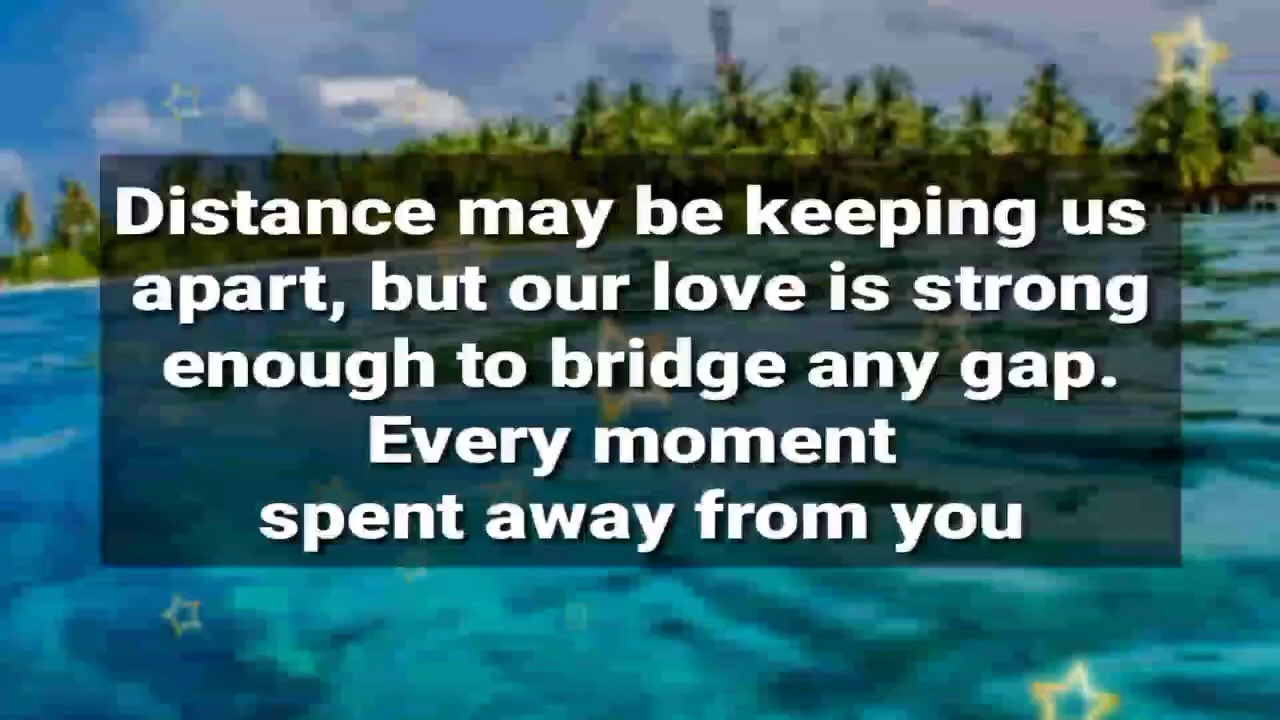 Distance may be keeping us
apart, but our love is strong
enough to bridge any gap.
Every moment
spent away from you